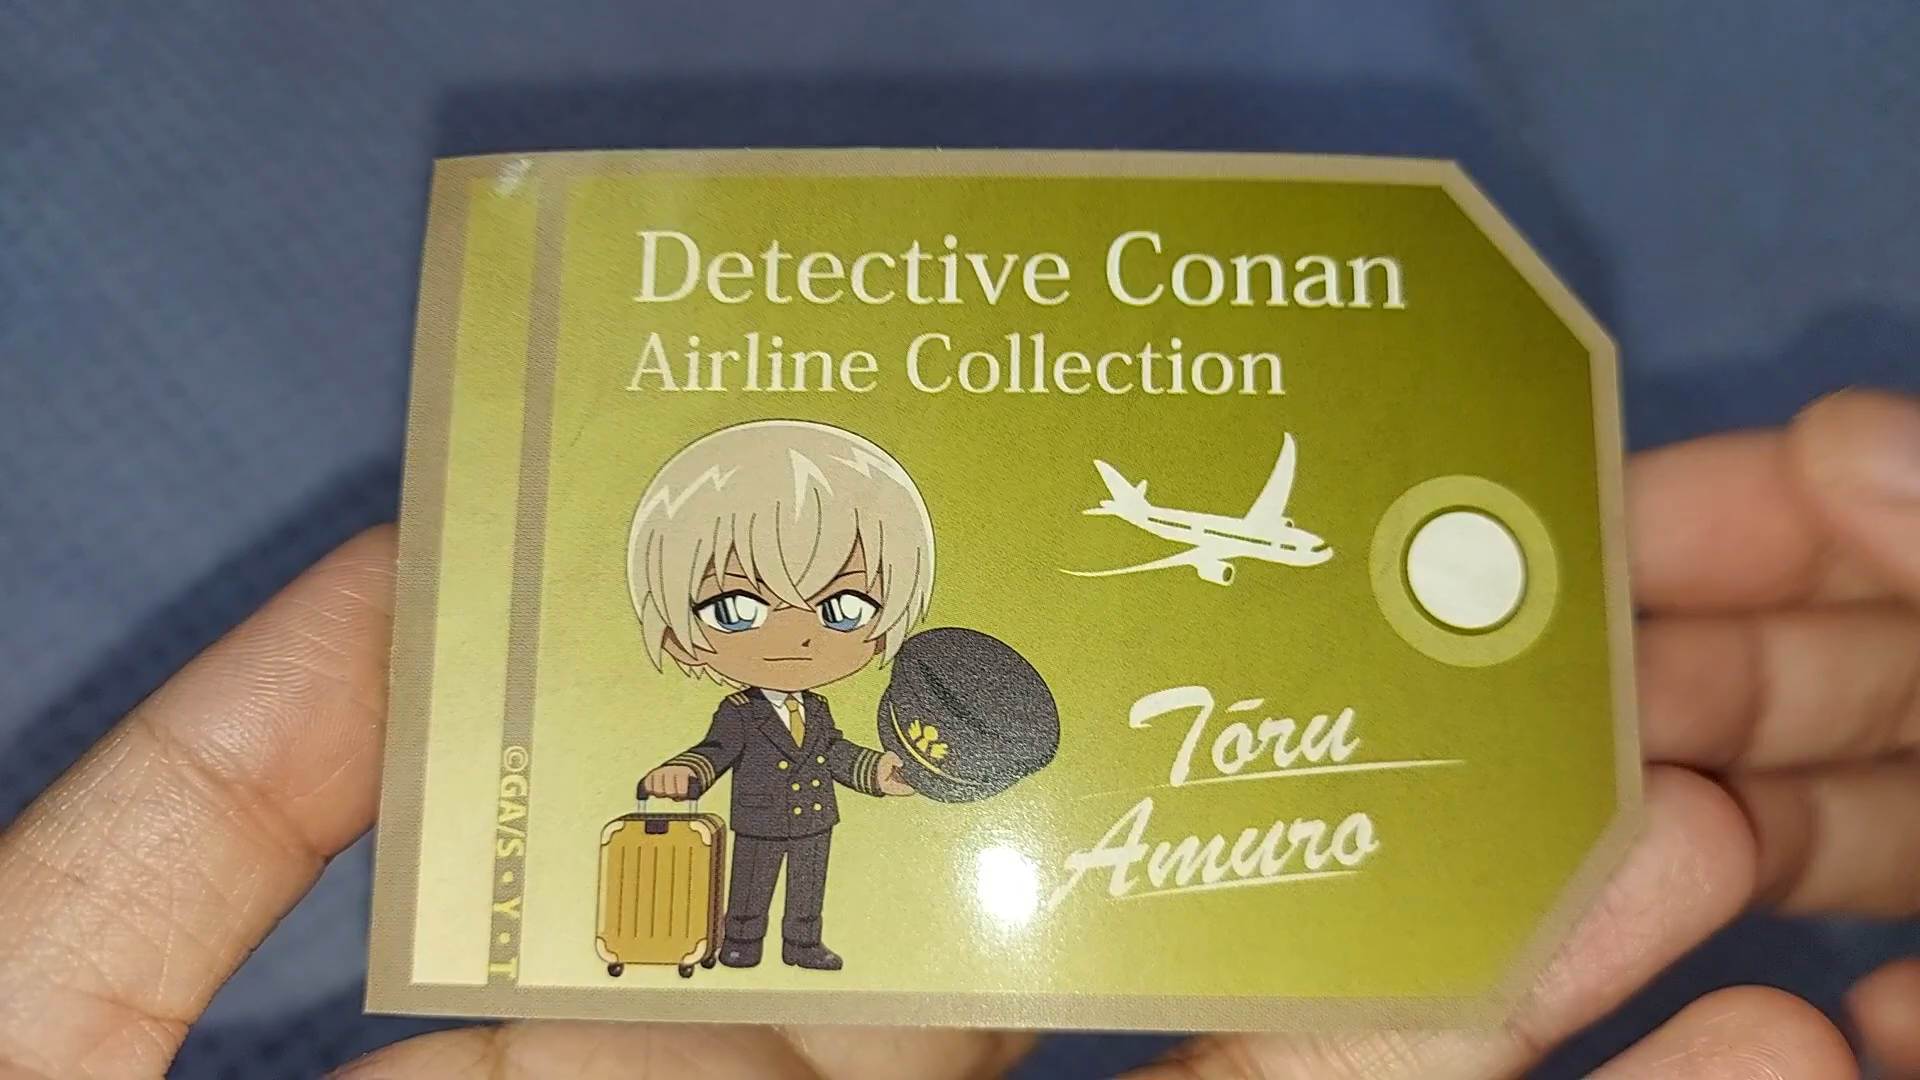 Detective Conan
Airline Collection
Tōru
Amuro
©GA/S・Y・T